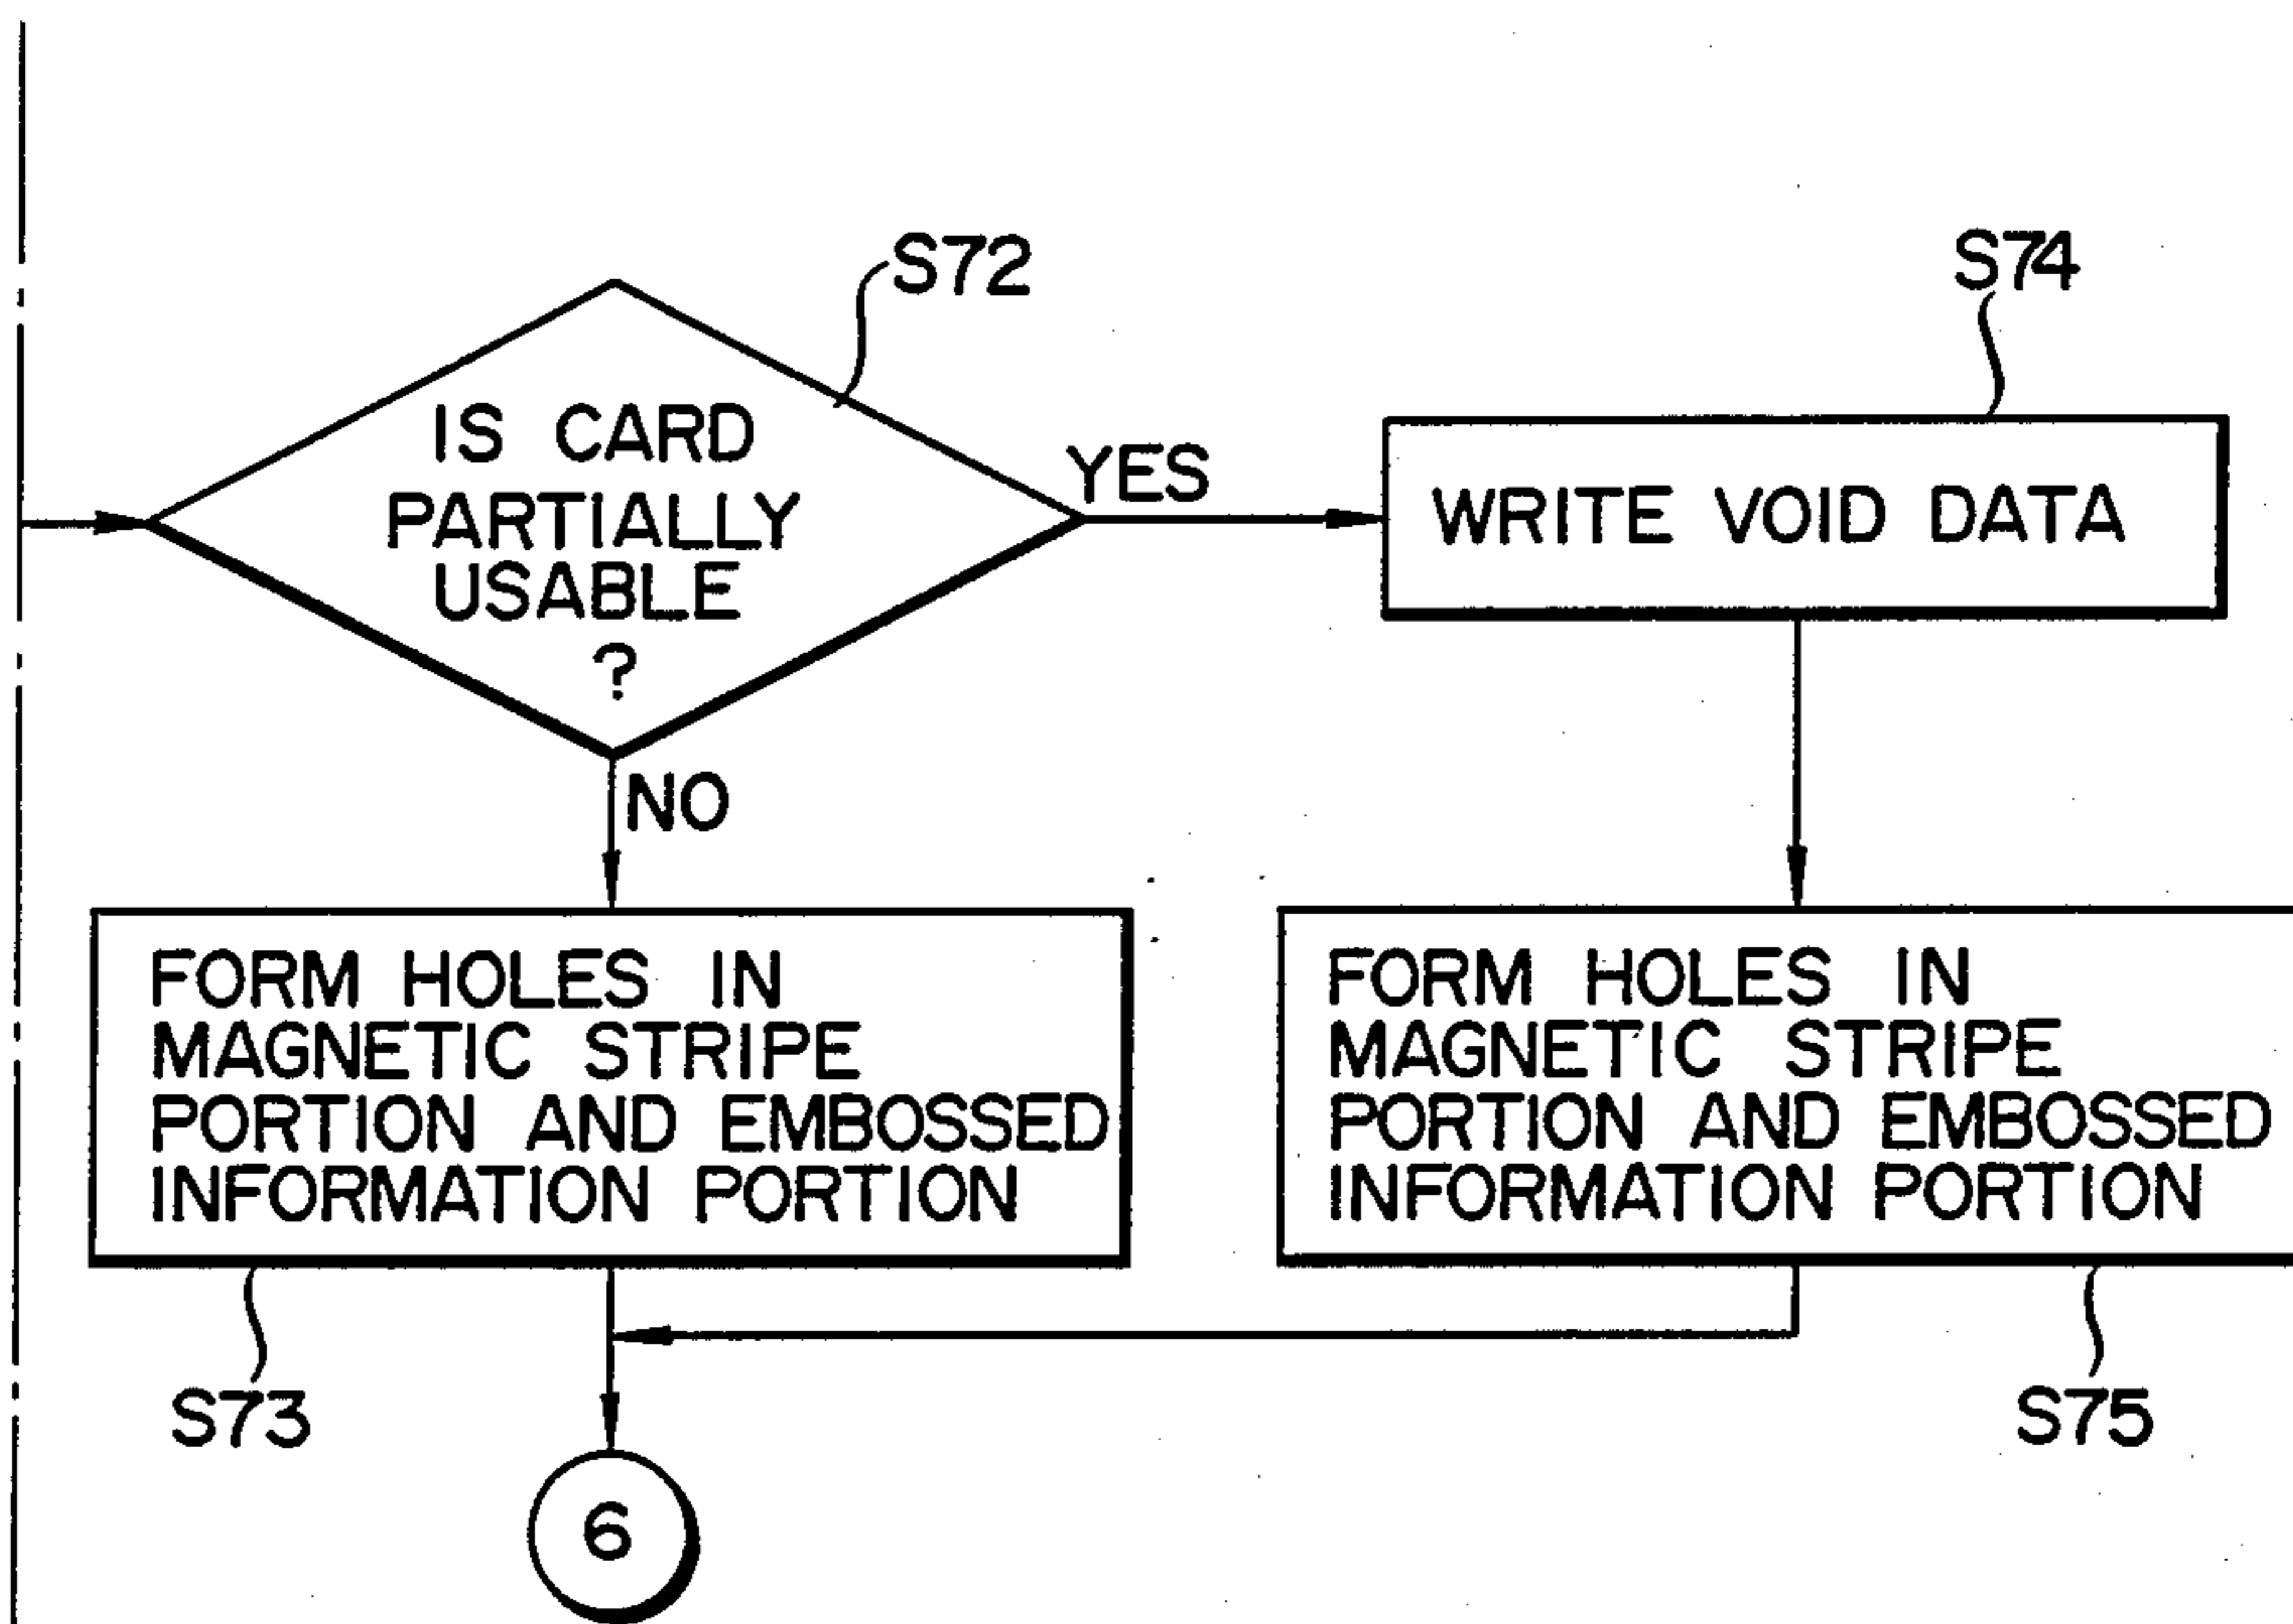 S72
S74
IS CARD
PARTIALLY
USABLE
?
YES
WRITE VOID DATA
NO
FORM HOLES IN
MAGNETIC STRIPE
PORTION AND EMBOSSED
INFORMATION PORTION
FORM HOLES IN
MAGNETIC STRIPE
PORTION AND EMBOSSED
INFORMATION PORTION
S73
S75
6